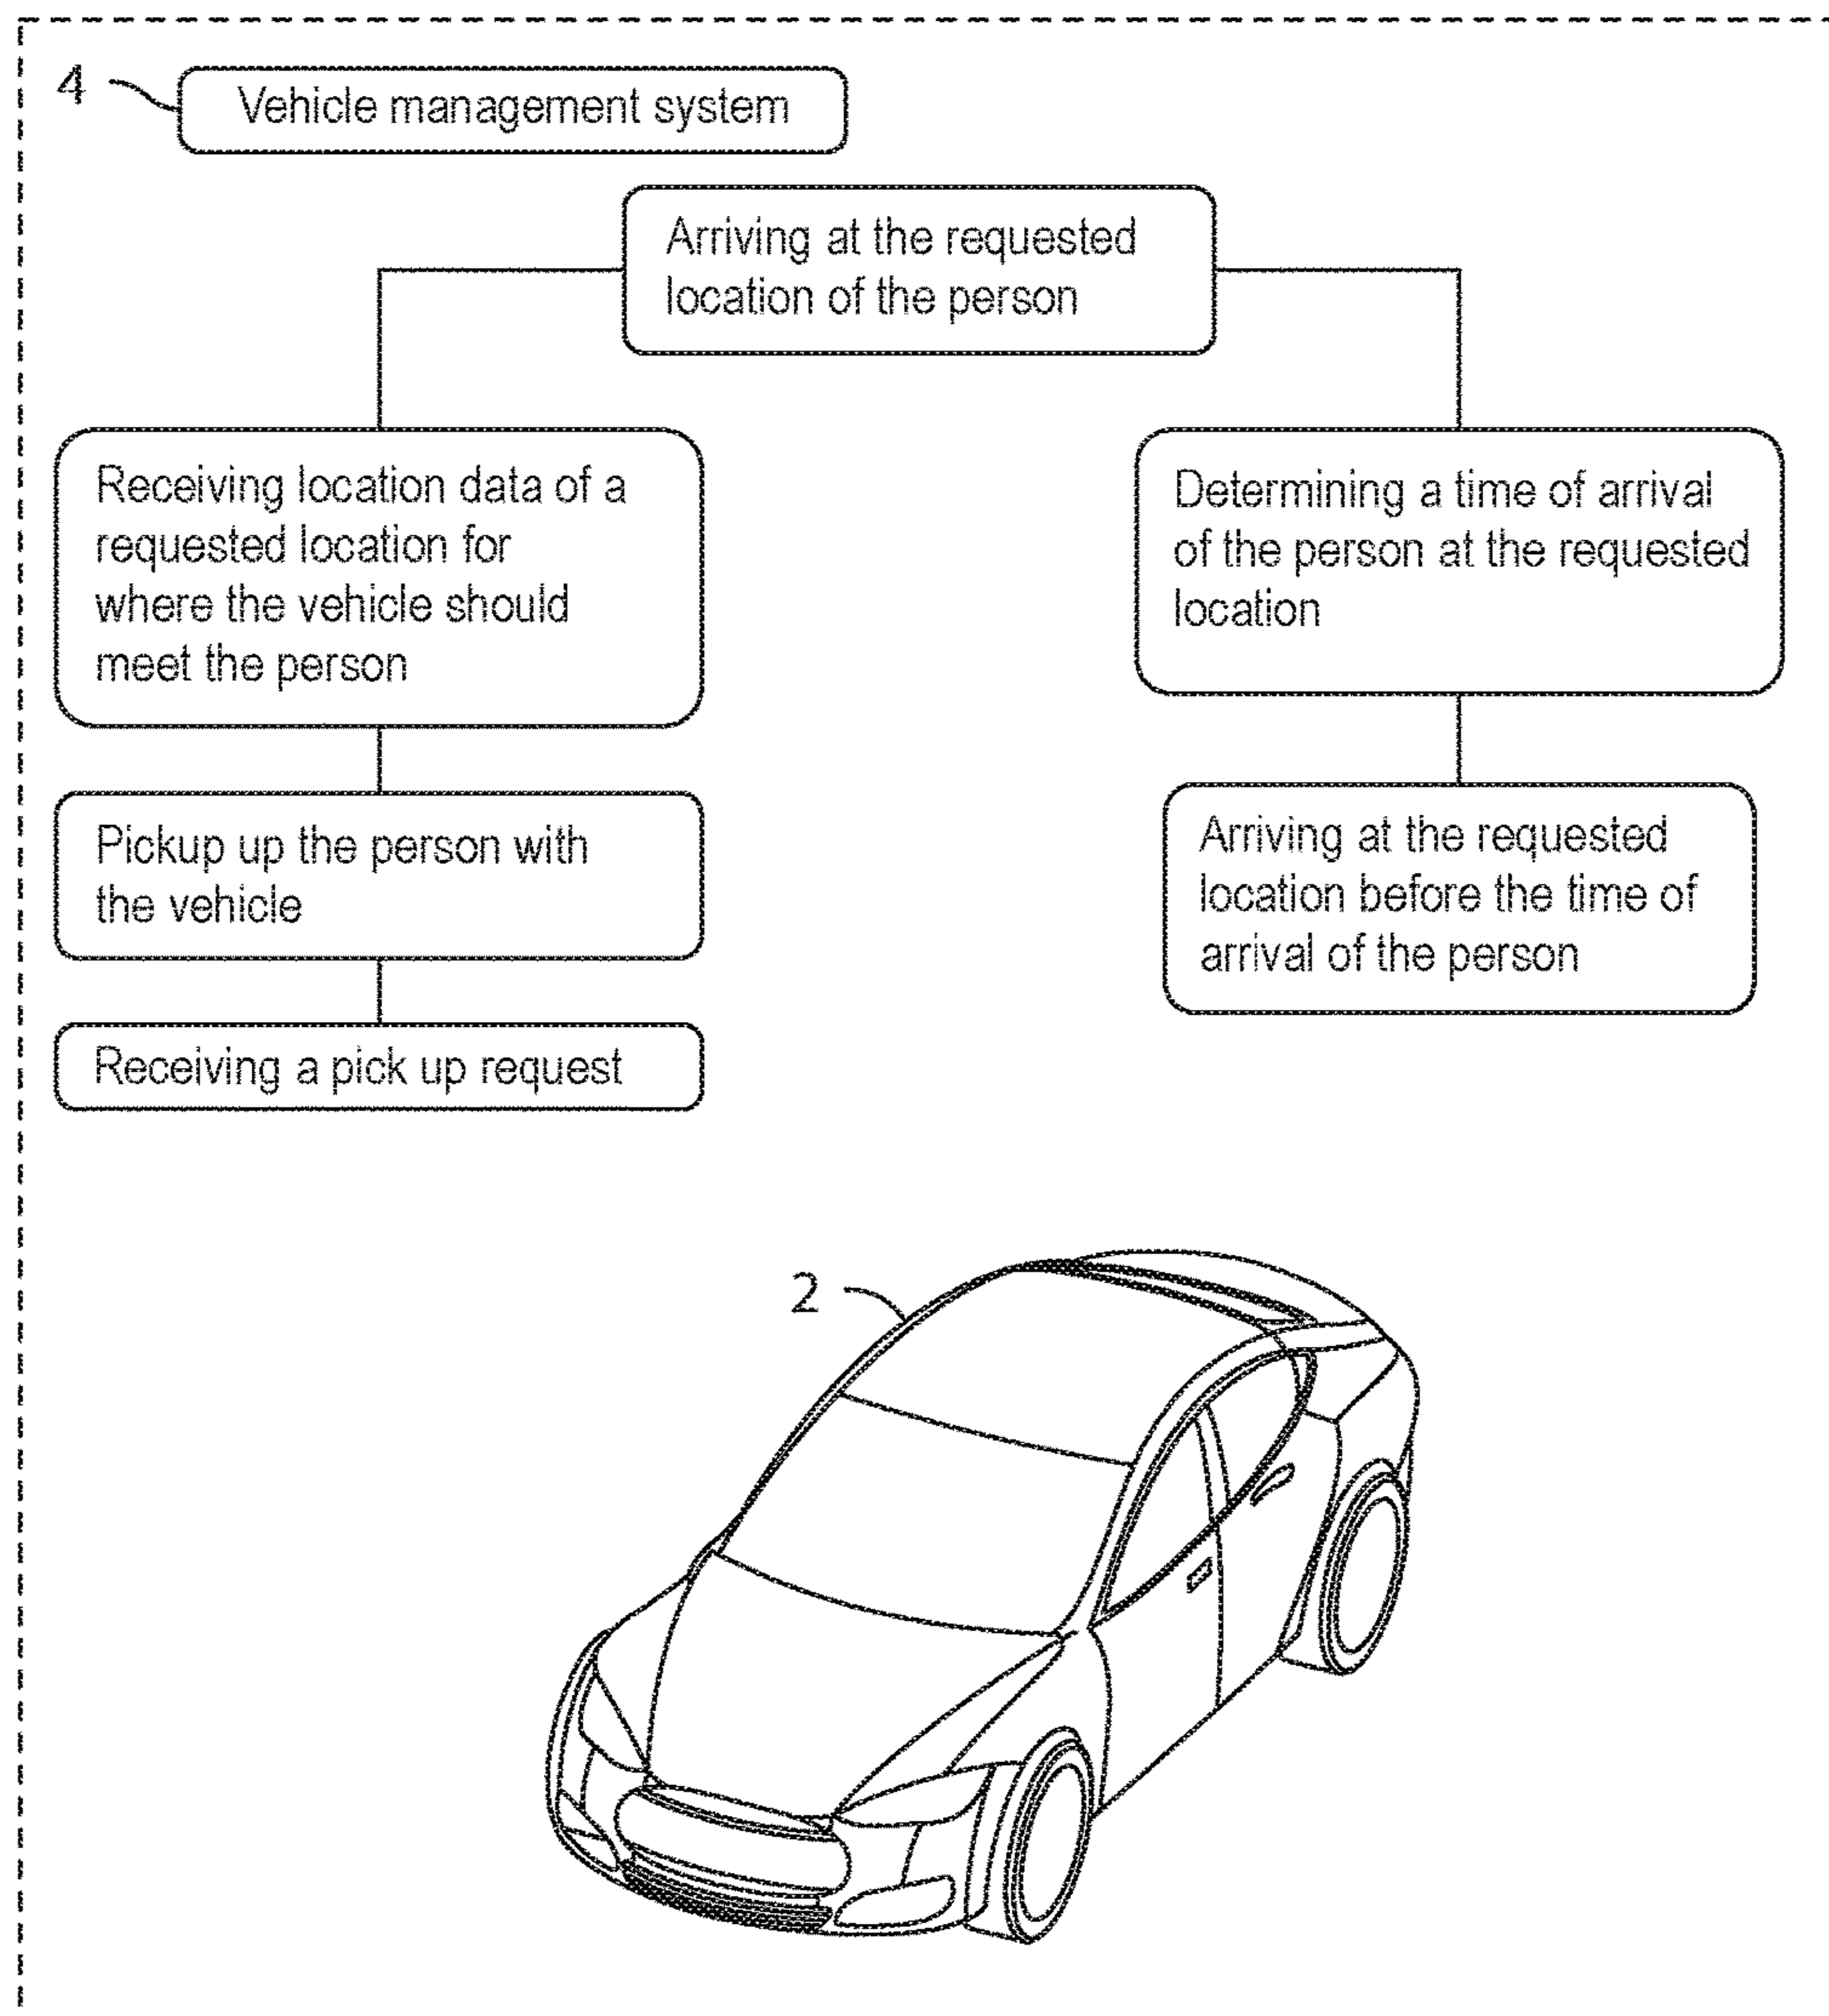 4
Vehicle management system
Arriving at the requested
location of the person
Receiving location data of a
requested location for
where the vehicle should
meet the person
Pickup up the person with
the vehicle
Receiving a pick up request
Determining a time of arrival
of the person at the requested
location
Arriving at the requested
location before the time of
arrival of the person
2